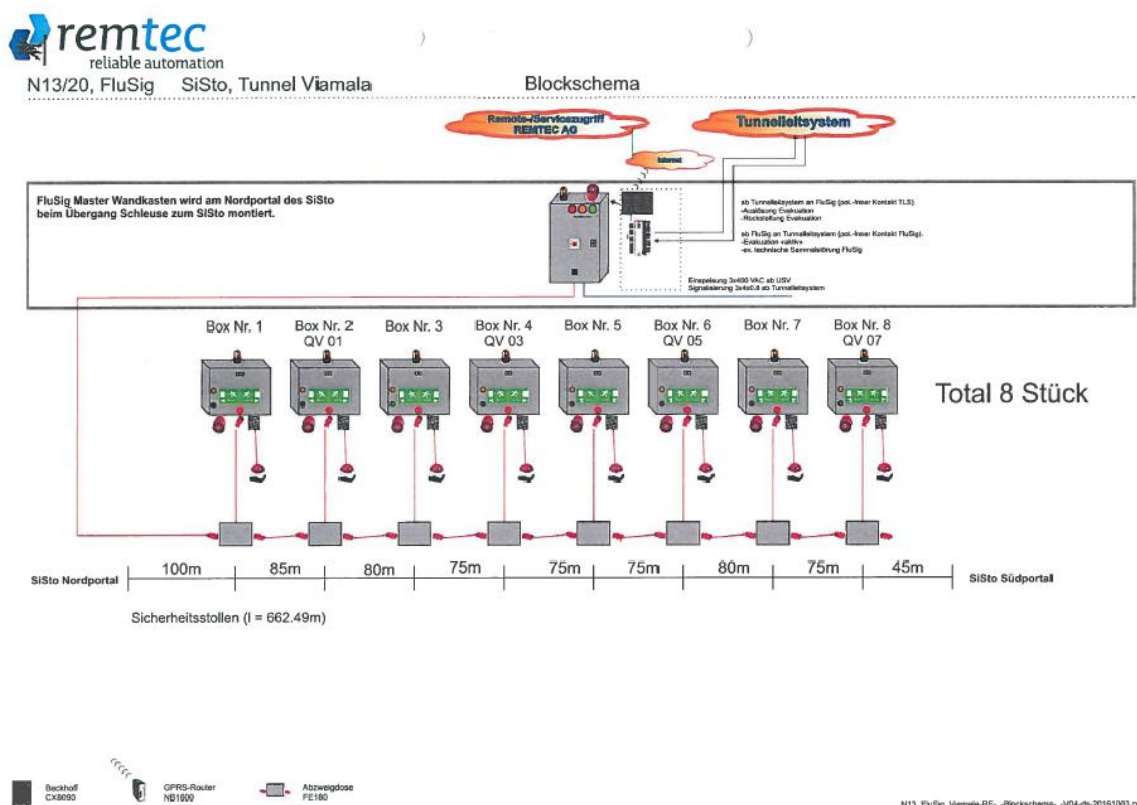 remtec
reliable automation
N13/20, FluSig SiSto, Tunnel Viamala Blockschema
Remote-/Servicezugriff
REMTEC AG
Tunnelleitsystem
Internet
FluSig Master Wandkasten wird am Nordportal des SiSto
beim Übergang Schleuse zum SiSto montiert.
ab Tunnelleitsystem an FluSig (pot.-freier Kontakt TLS)
-Auslösung Evakuation
-Rückstellung Evakuation
ab FluSig an Tunnelleitsystem (pot.-freier Kontakt FluSig).
-Evakuation «aktiv»
-ev. technische Sammelstörung FluSig
Einspeisung 3x400 VAC ab USV
Signalisierung 3x4x0.8 ab Tunnelleitsystem
Box Nr. 1
Box Nr. 2
QV 01
Box Nr. 3
Box Nr. 4
QV 03
Box Nr. 5
Box Nr. 6
QV 05
Box Nr. 7
Box Nr. 8
QV 07
Total 8 Stück
SiSto Nordportal 100m 85m 80m 75m 75m 75m 80m 75m 45m SiSto Südportal
Sicherheitsstollen (l = 662.49m)
Beckhoff
CX8090
GPRS-Router
NB1600
Abzweigdose
FE180